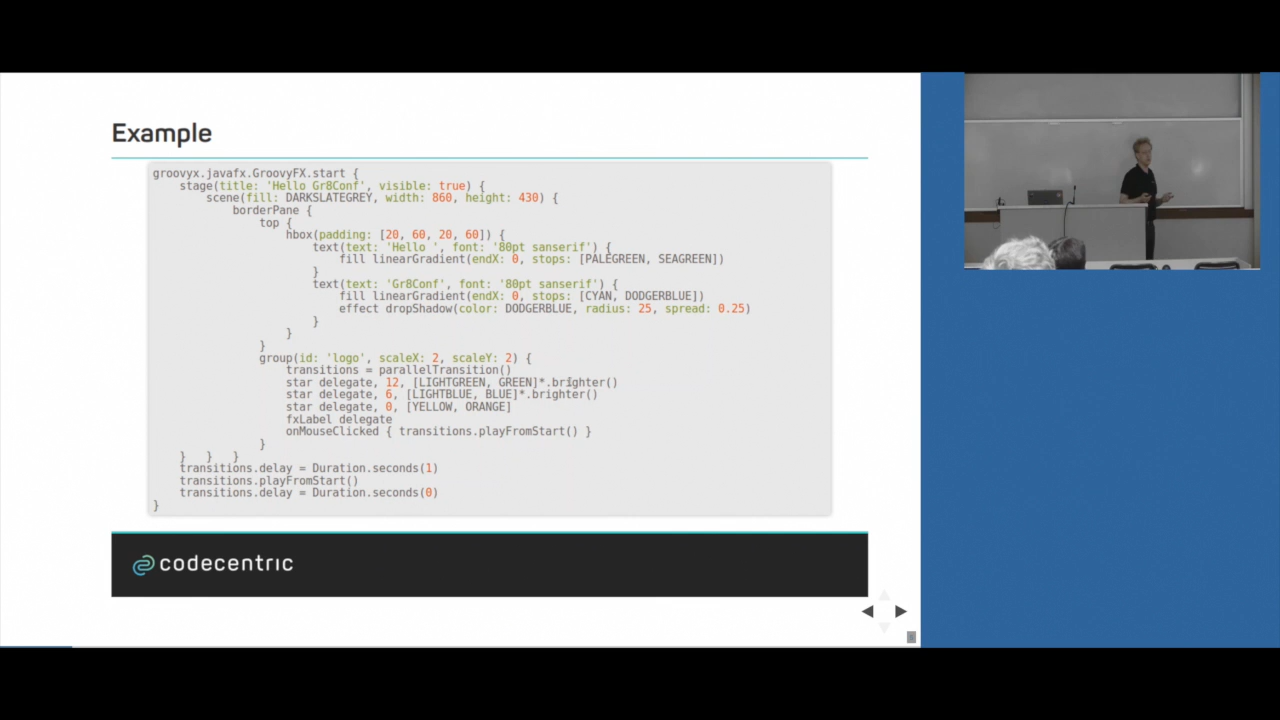 Example
groovyx.javafx.GroovyFX.start {
stage(title: 'Hello Gr8Conf', visible: true) {
scene(fill: DARKSLATEGREY, width: 860, height: 430) {
borderPane {
top {
hbox(padding: [20, 60, 20, 60]) {
text(text: 'Hello ', font: '80pt sanserif') {
fill linearGradient(endX: 0, stops: [PALEGREEN, SEAGREEN])
}
text(text: 'Gr8Conf', font: '80pt sanserif') {
fill linearGradient(endX: 0, stops: [CYAN, DODGERBLUE])
effect dropShadow(color: DODGERBLUE, radius: 25, spread: 0.25)
}
}
}
group(id: 'logo', scaleX: 2, scaleY: 2) {
transitions = parallelTransition()
star delegate, 12, [LIGHTGREEN, GREEN]*.brighter()
star delegate, 6, [LIGHTBLUE, BLUE]*.brighter()
star delegate, 0, [YELLOW, ORANGE]
fxLabel delegate
onMouseClicked { transitions.playFromStart() }
}
} } }
transitions.delay = Duration.seconds(1)
transitions.playFromStart()
transitions.delay = Duration.seconds(0)
}
codecentric